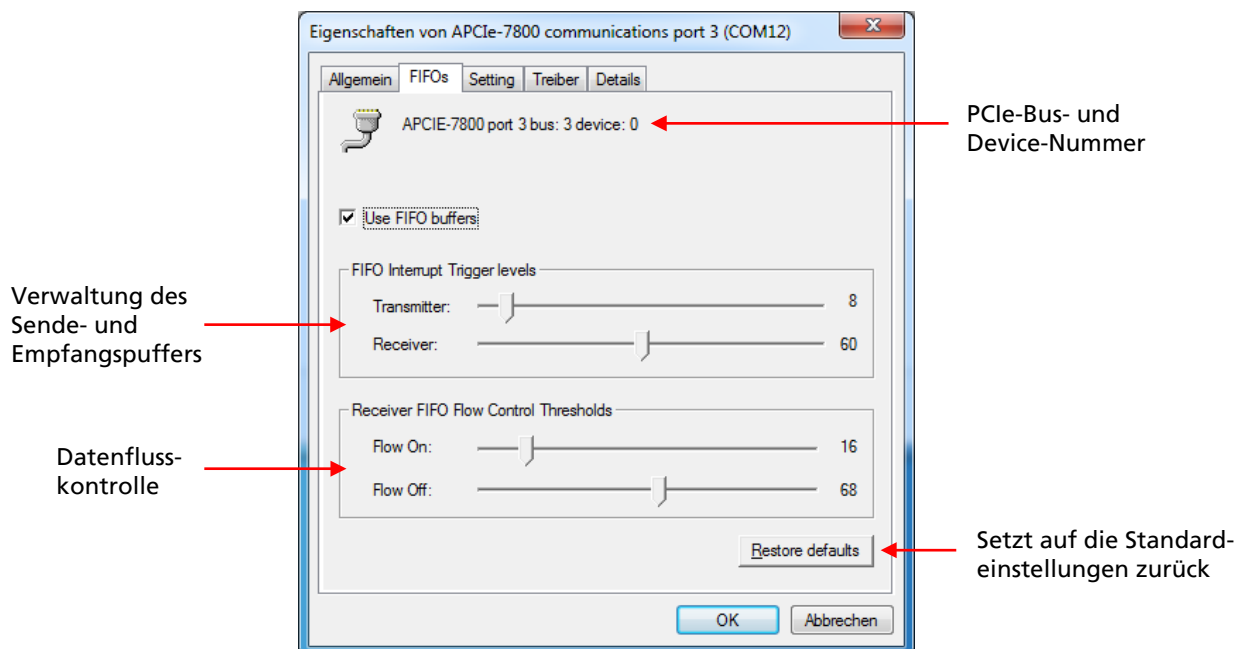 Eigenschaften von APCIe-7800 communications port 3 (COM12)
Allgemein FIFOs Setting Treiber Details
APCIE-7800 port 3 bus: 3 device: 0
PCIe-Bus- und
Device-Nummer
Use FIFO buffers
FIFO Interrupt Trigger levels
Transmitter: 8
Receiver: 60
Verwaltung des
Sende- und
Empfangspuffers
Receiver FIFO Flow Control Thresholds
Flow On: 16
Flow Off: 68
Datenfluss-
kontrolle
Restore defaults
Setzt auf die Standard-
einstellungen zurück
OK Abbrechen